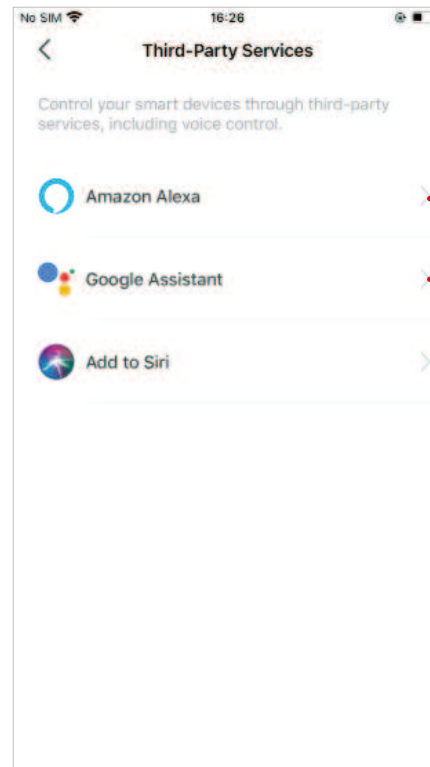 No SIM 16:26
Third-Party Services
Control your smart devices through third-party
services, including voice control.
Amazon Alexa
Google Assistant
Add to Siri